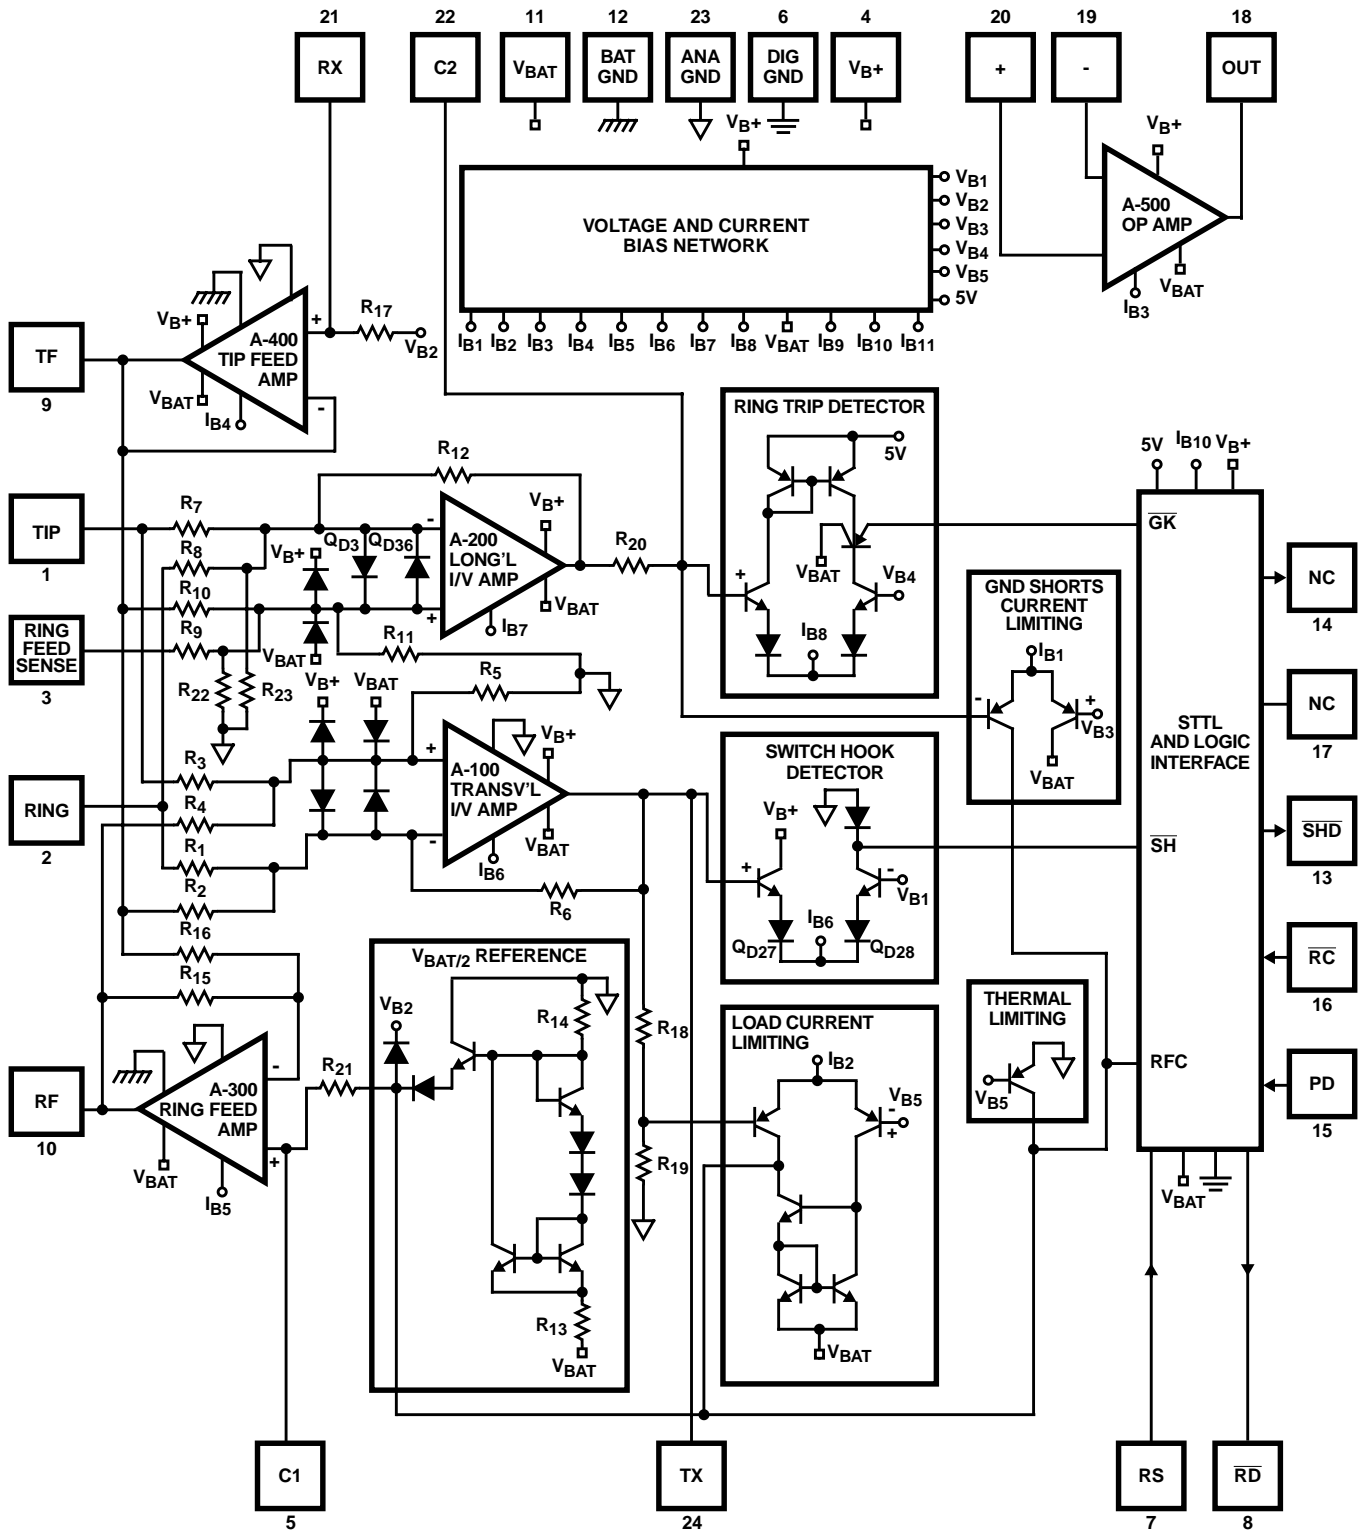 21 22 11 12 23 6 4 20 19 18
RX C2 VBAT BAT GND ANA GND DIG GND VB+ + - OUT
VB+
VOLTAGE AND CURRENT
BIAS NETWORK
VB1
VB2
VB3
VB4
VB5
5V
IB1 IB2 IB3 IB4 IB5 IB6 IB7 IB8 VBAT IB9 IB10 IB11
VB+
A-500
OP AMP
VBAT
IB3
TF
9
VB+
A-400
TIP FEED
AMP
+
-
VBAT
IB4
R17
VB2
TIP
1
R7
R8
R10
R9
R22
R23
RING
FEED
SENSE
3
R12
VB+
QD3
QD36
VBAT
-
+
A-200
LONG'L
I/V AMP
VB+
VBAT
IB7
R20
R11
R5
VB+
VBAT
RING
2
R3
R4
R1
R2
R16
R15
+
-
A-100
TRANSV'L
I/V AMP
VB+
VBAT
IB6
R6
RING TRIP DETECTOR
5V
VBAT
VB4
+
IB8
GND SHORTS
CURRENT
LIMITING
IB1
-
+
VB3
VBAT
SWITCH HOOK
DETECTOR
VB+
+
-
VB1
IB6
QD27
QD28
LOAD CURRENT
LIMITING
IB2
VB5
-
+
VBAT
THERMAL
LIMITING
VB5
5V IB10 VB+
GK
STTL
AND LOGIC
INTERFACE
SH
RFC
VBAT
NC
14
NC
17
SHD
13
RC
16
PD
15
RF
10
A-300
RING FEED
AMP
-
+
VBAT
IB5
R21
VBAT/2 REFERENCE
VB2
R14
R13
VBAT
R18
R19
C1
5
TX
24
RS
7
RD
8